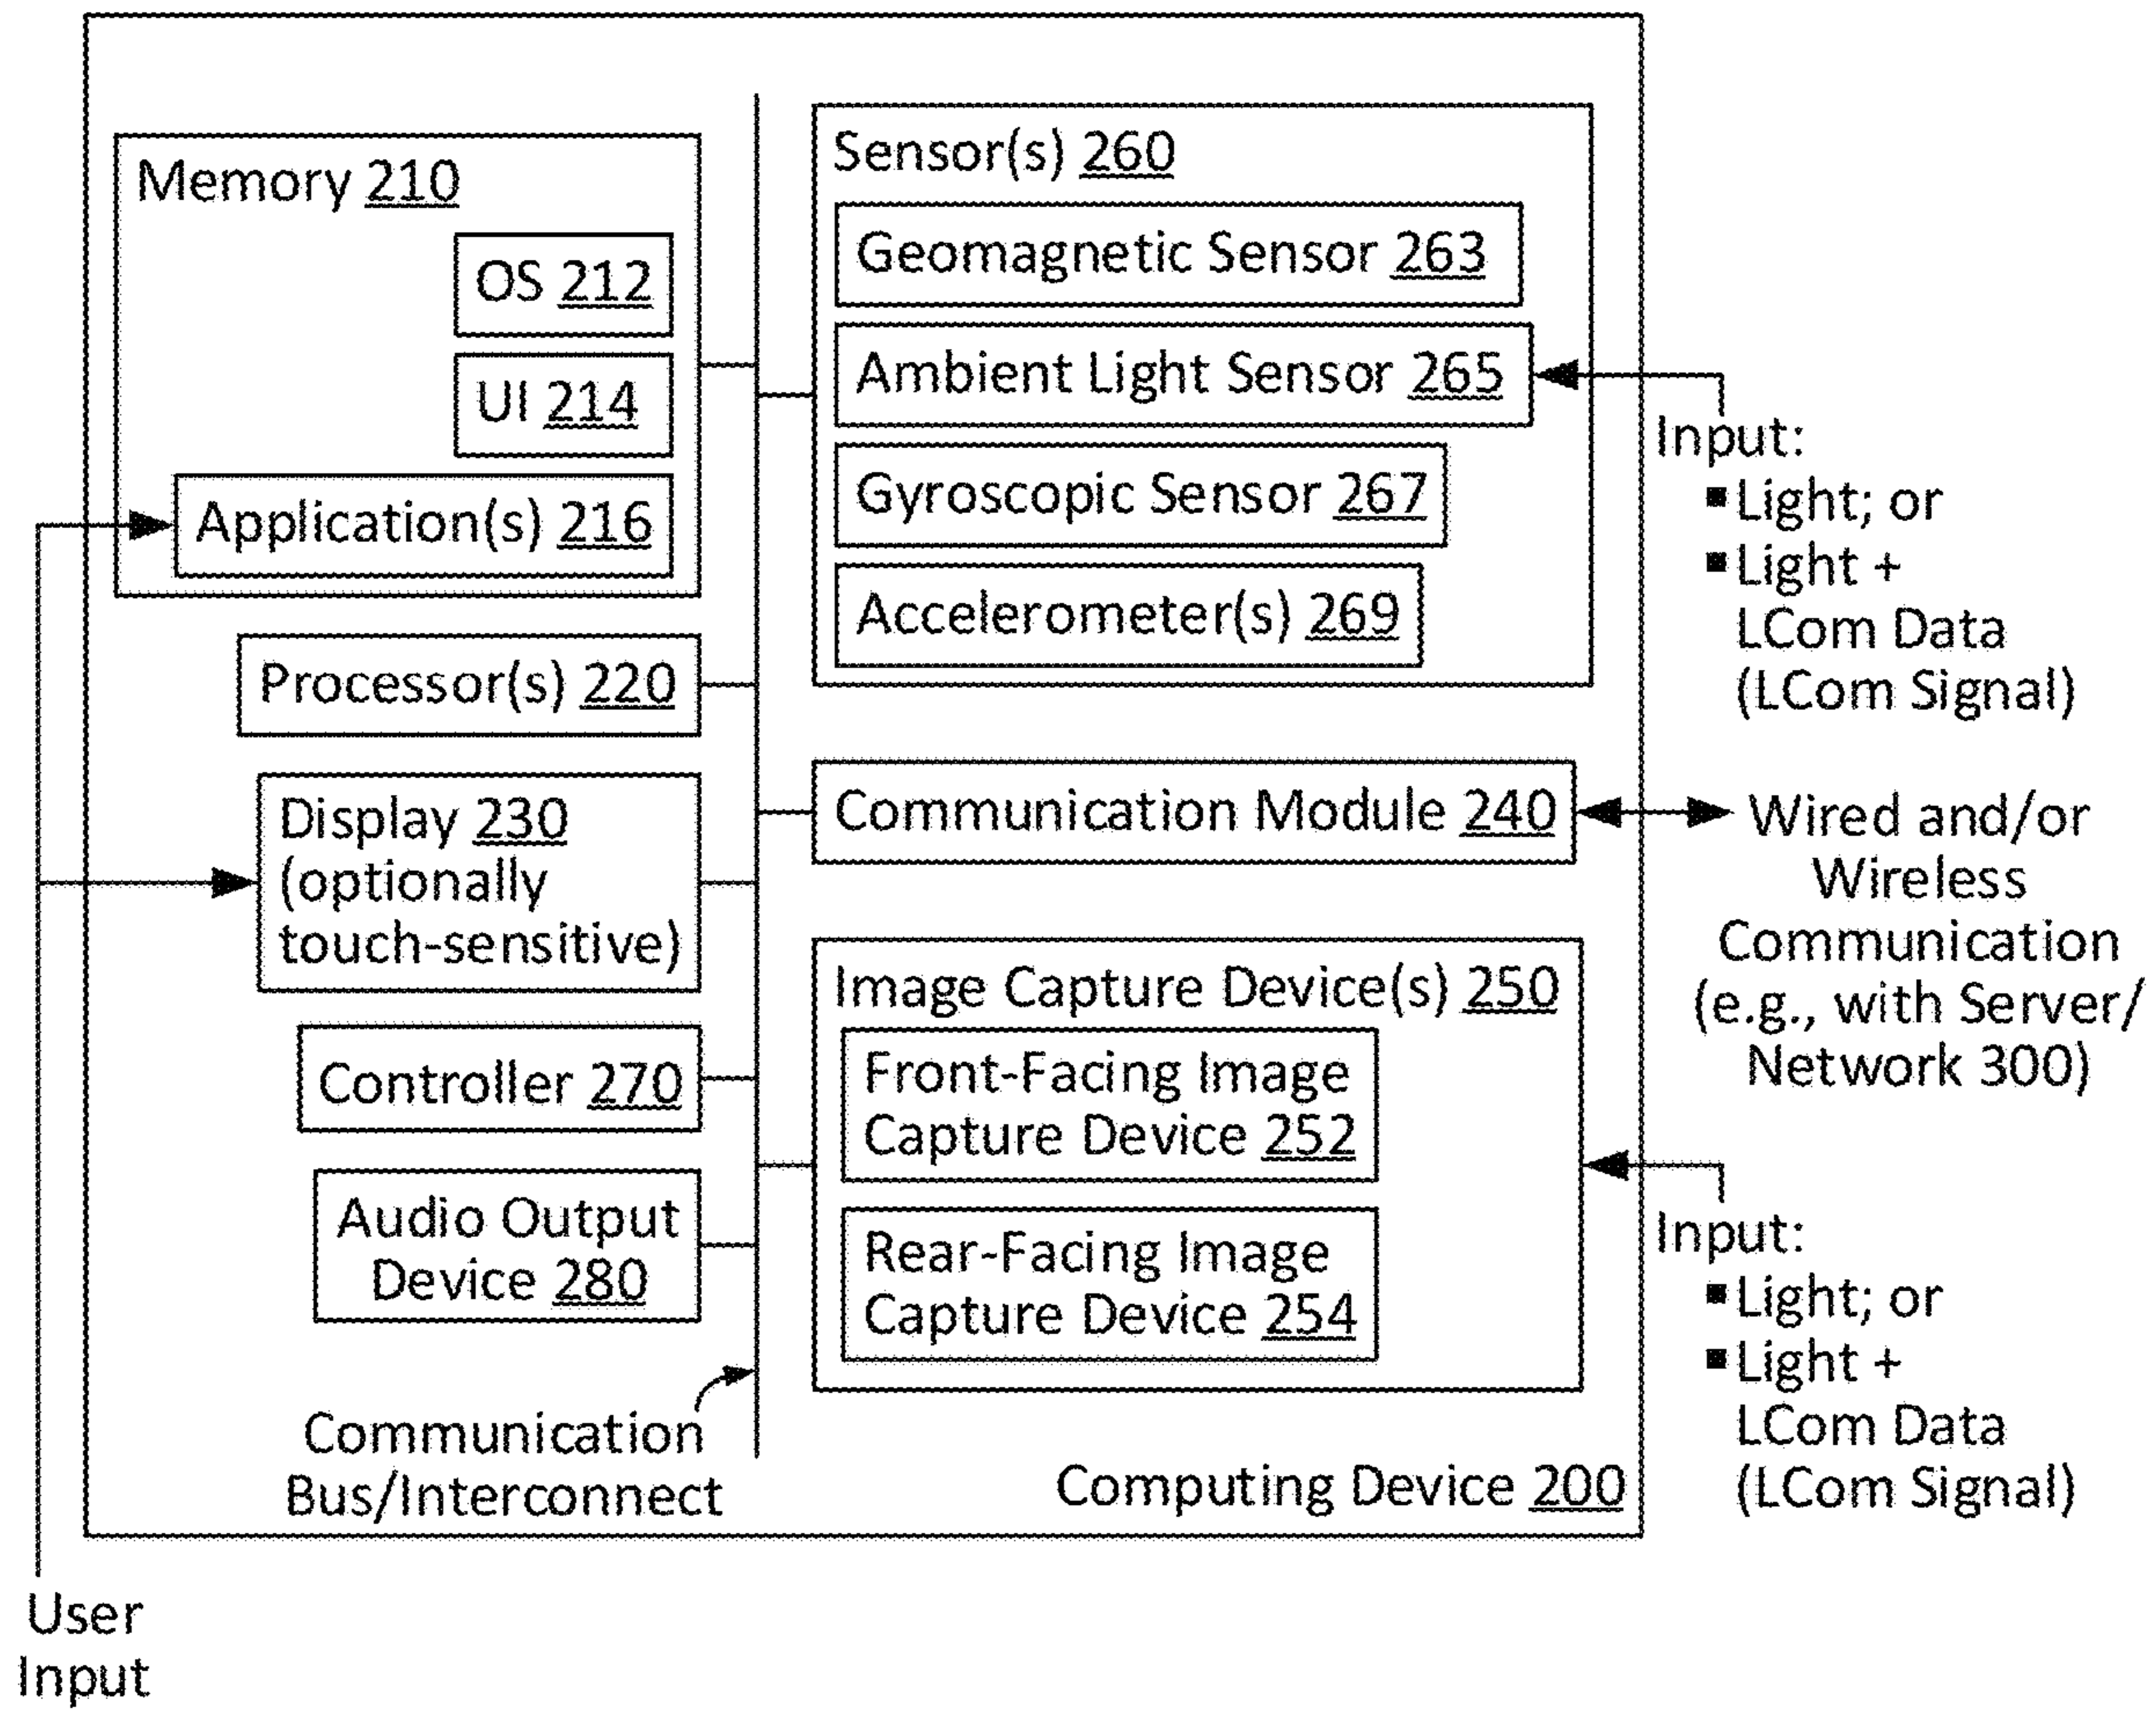 Memory 210
OS 212
UI 214
Application(s) 216
Processor(s) 220
Display 230
(optionally
touch-sensitive)
Controller 270
Audio Output
Device 280
Communication
Bus/Interconnect
Sensor(s) 260
Geomagnetic Sensor 263
Ambient Light Sensor 265
Gyroscopic Sensor 267
Accelerometer(s) 269
Communication Module 240
Image Capture Device(s) 250
Front-Facing Image
Capture Device 252
Rear-Facing Image
Capture Device 254
Computing Device 200
Input:
▪ Light; or
▪ Light +
LCom Data
(LCom Signal)
Wired and/or
Wireless
Communication
(e.g., with Server/
Network 300)
Input:
▪ Light; or
▪ Light +
LCom Data
(LCom Signal)
User
Input